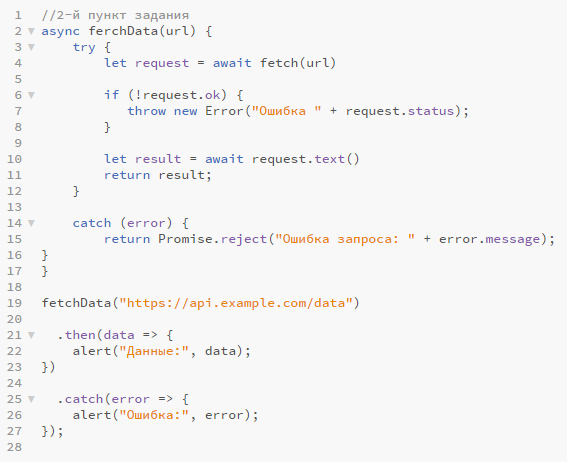 1 //2-й пункт задания
2 async ferchData(url) {
3 try {
4 let request = await fetch(url)
5
6 if (!request.ok) {
7 throw new Error("Ошибка " + request.status);
8 }
9
10 let result = await request.text()
11 return result;
12 }
13
14 catch (error) {
15 return Promise.reject("Ошибка запроса: " + error.message);
16 }
17 }
18
19 fetchData("https://api.example.com/data")
20
21 .then(data => {
22 alert("Данные:", data);
23 })
24
25 .catch(error => {
26 alert("Ошибка:", error);
27 });
28